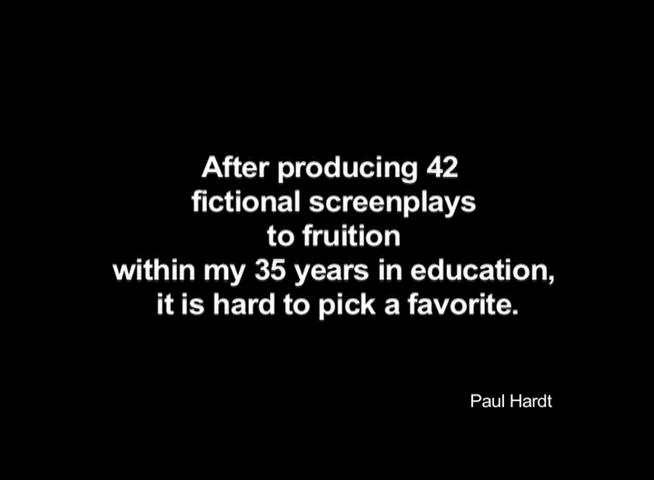 After producing 42
fictional screenplays
to fruition
within my 35 years in education,
it is hard to pick a favorite.
Paul Hardt